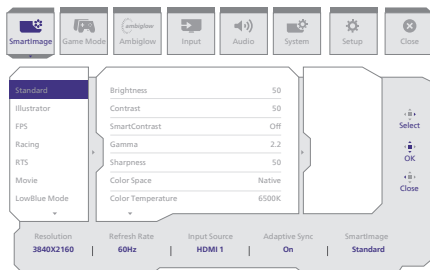 ambiglow
SmartImage Game Mode Ambiglow Input Audio System Setup Close
Standard Brightness 50
Illustrator Contrast 50
FPS SmartContrast Off
Racing Gamma 2.2
RTS Sharpness 50
Movie Color Space Native
LowBlue Mode Color Temperature 6500K
Select
OK
Close
Resolution Refresh Rate Input Source Adaptive Sync SmartImage
3840X2160 | 60Hz | HDMI 1 | On | Standard